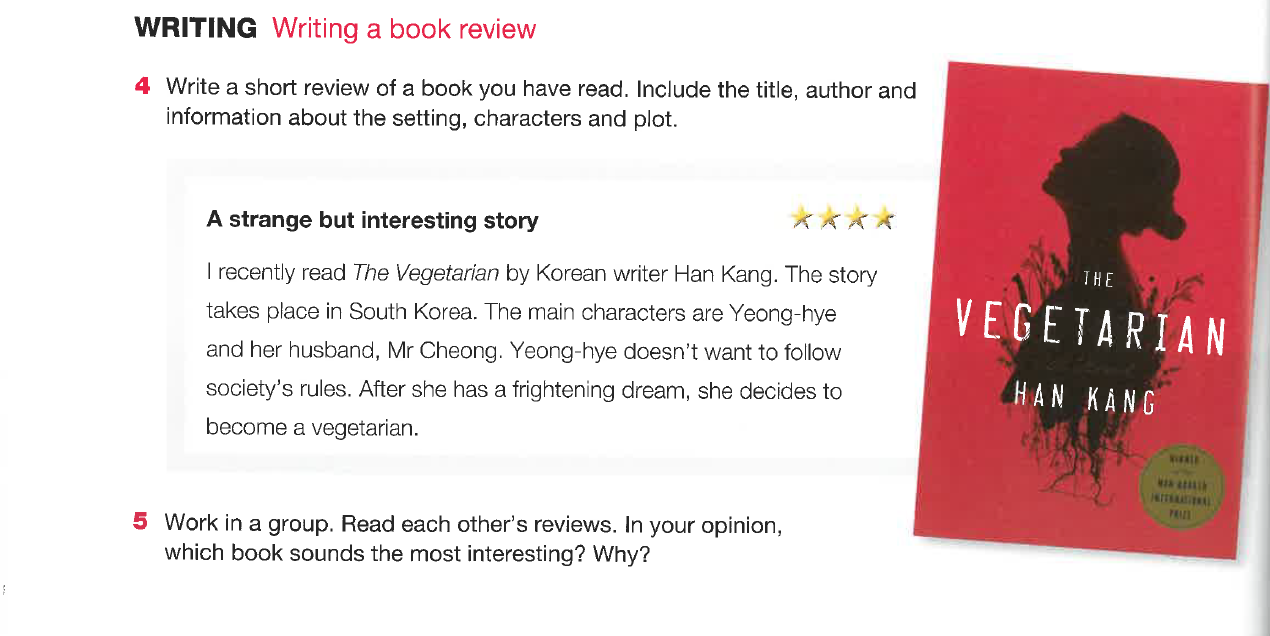 WRITING Writing a book review
4 Write a short review of a book you have read. Include the title, author and
information about the setting, characters and plot.
A strange but interesting story
I recently read The Vegetarian by Korean writer Han Kang. The story
takes place in South Korea. The main characters are Yeong-hye
and her husband, Mr Cheong. Yeong-hye doesn't want to follow
society's rules. After she has a frightening dream, she decides to
become a vegetarian.
THE
VEGETARIAN
HAN KANG
WINNER
MAN BOOKER
INTERNATIONAL
PRIZE
5 Work in a group. Read each other's reviews. In your opinion,
which book sounds the most interesting? Why?